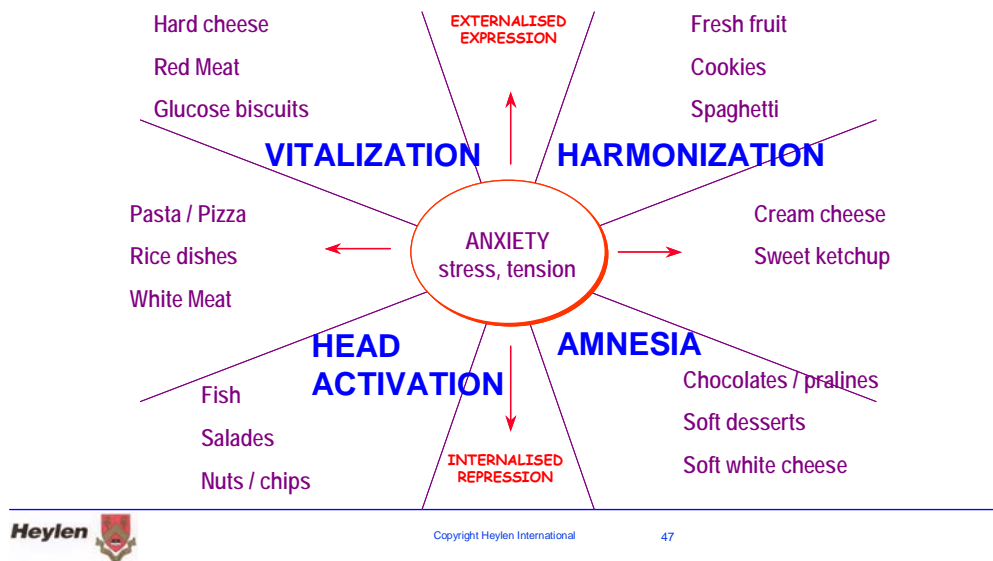 Hard cheese
Red Meat
Glucose biscuits
EXTERNALISED
EXPRESSION
Fresh fruit
Cookies
Spaghetti
VITALIZATION
HARMONIZATION
Pasta / Pizza
Rice dishes
White Meat
ANXIETY
stress, tension
Cream cheese
Sweet ketchup
HEAD
ACTIVATION
AMNESIA
Fish
Salades
Nuts / chips
INTERNALISED
REPRESSION
Chocolates / pralines
Soft desserts
Soft white cheese
Heylen
Copyright Heylen International
47